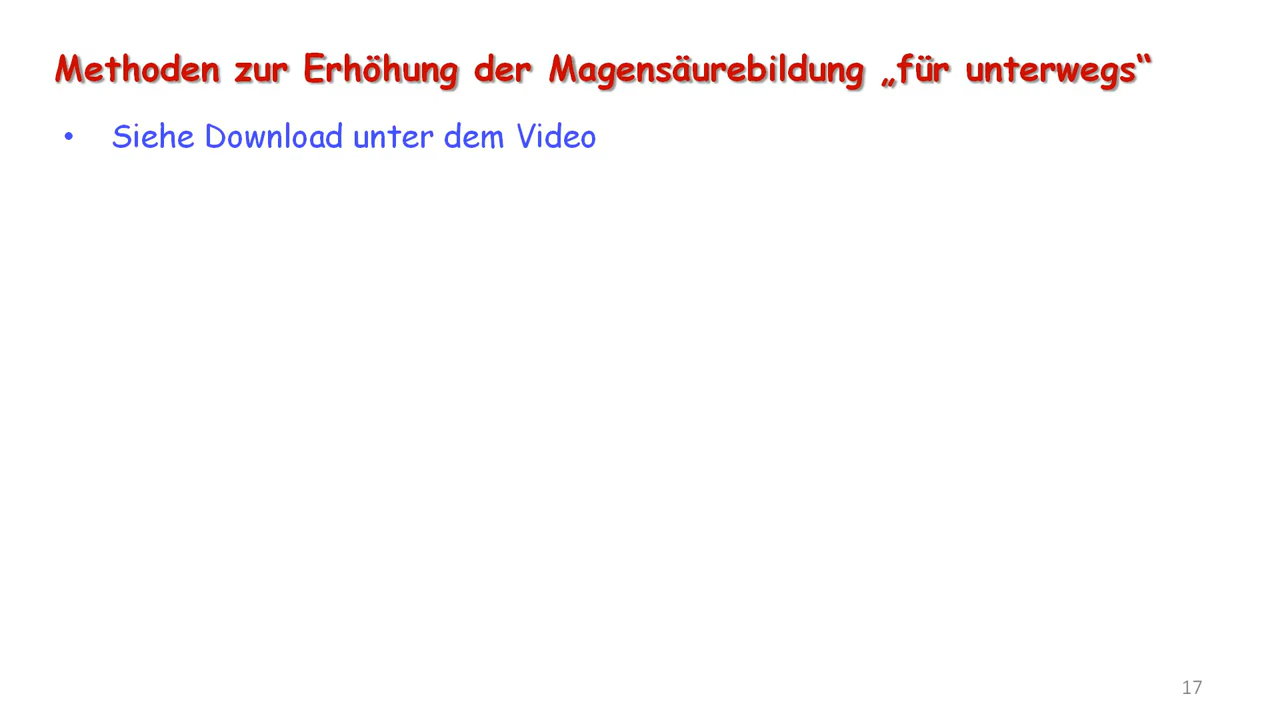 Methoden zur Erhöhung der Magensäurebildung „für unterwegs“
• Siehe Download unter dem Video
17